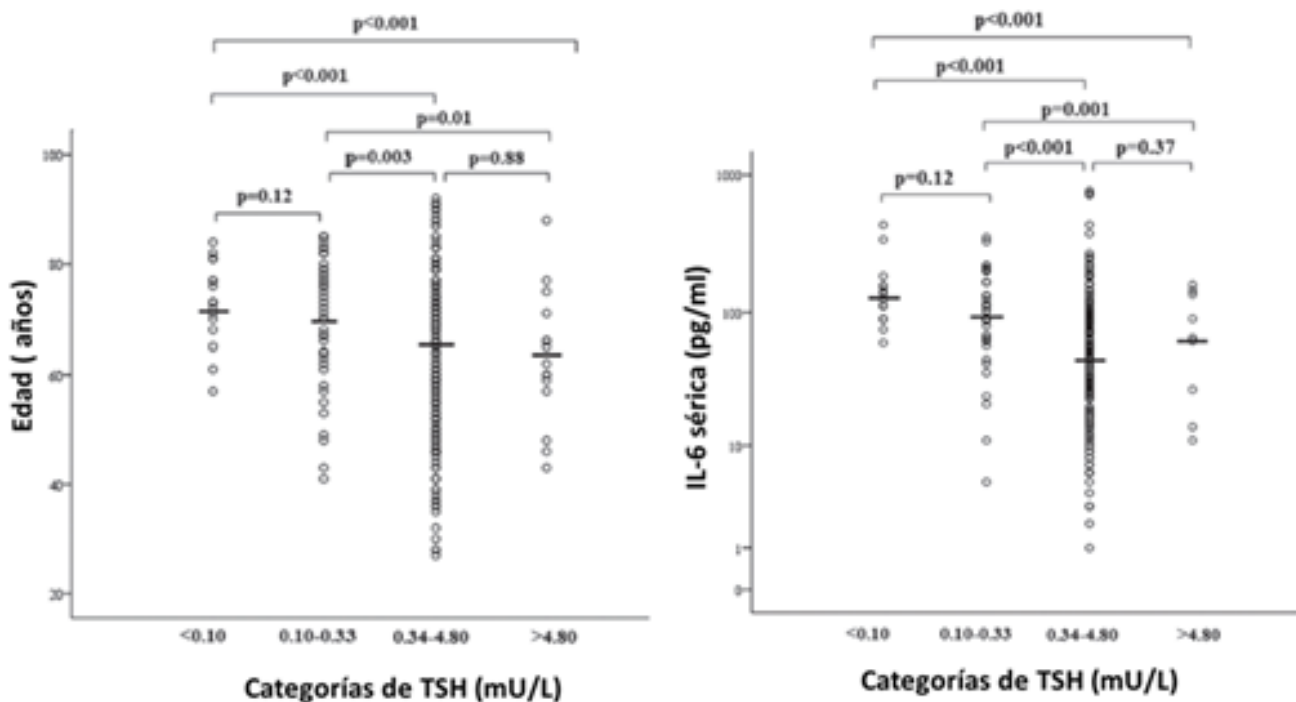 p<0.001
p<0.001
p=0.01
p=0.003
p=0.88
p=0.12
100
80
60
40
20
Edad ( años)
<0.10
0.10-0.33
0.34-4.80
>4.80
Categorías de TSH (mU/L)
p<0.001
p<0.001
p=0.001
p<0.001
p=0.37
p=0.12
1000
100
10
1
0
IL-6 sérica (pg/ml)
<0.10
0.10-0.33
0.34-4.80
>4.80
Categorías de TSH (mU/L)